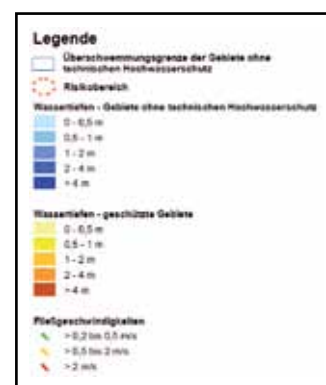 Legende
Überschwemmungsgrenze der Gebiete ohne
technischen Hochwasserschutz
Risikobereich
Wassertiefen - Gebiete ohne technischen Hochwasserschutz
0 - 0,5 m
0,5 - 1 m
1 - 2 m
2 - 4 m
> 4 m
Wassertiefen - geschützte Gebiete
0 - 0,5 m
0,5 - 1 m
1 - 2 m
2 - 4 m
> 4 m
Fließgeschwindigkeiten
> 0,2 bis 0,5 m/s
> 0,5 bis 2 m/s
> 2 m/s